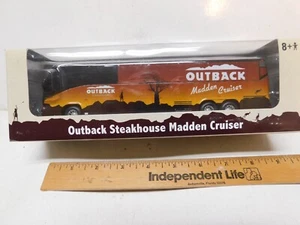 8+
OUTBACK
OUTBACK
Madden Cruiser
Outback Steakhouse Madden Cruiser
Independent Life